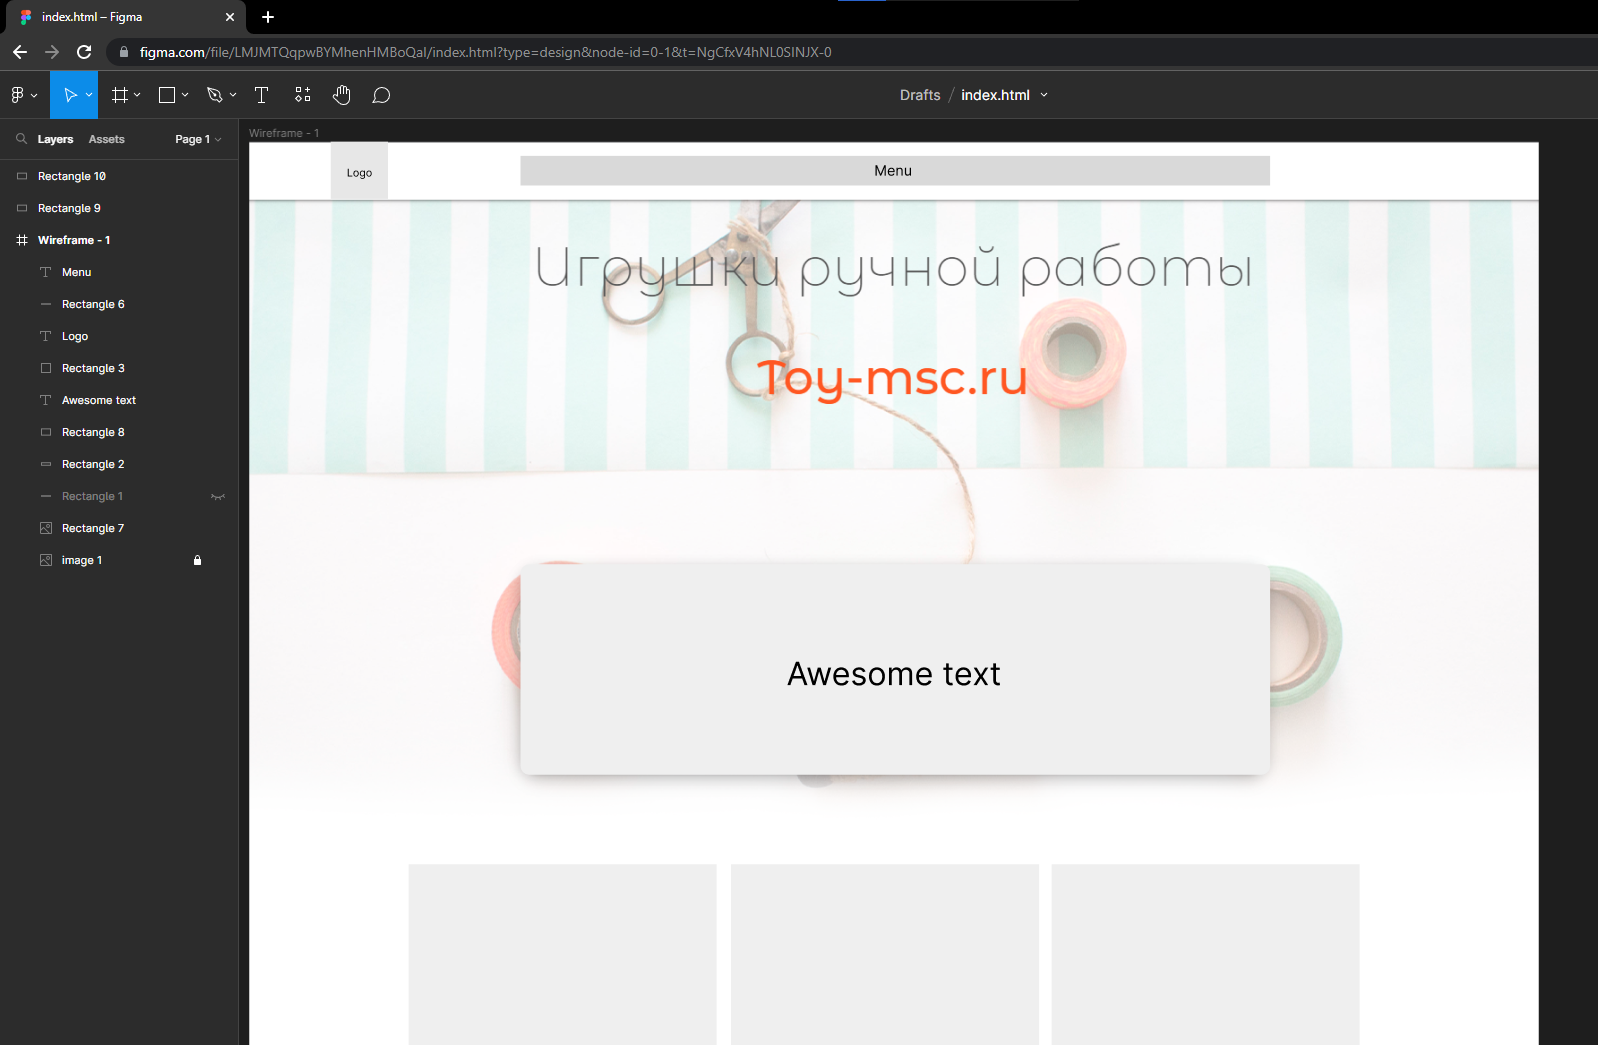 index.html – Figma
figma.com/file/LMJMTQqpwBYMhenHMBoQal/index.html?type=design&node-id=0-1&t=NgCfxV4hNL0SINJX-0
Drafts / index.html
Layers Assets Page 1
Rectangle 10
Rectangle 9
Wireframe - 1
Menu
Rectangle 6
Logo
Rectangle 3
Awesome text
Rectangle 8
Rectangle 2
Rectangle 1
Rectangle 7
image 1
Wireframe - 1
Logo
Menu
Игрушки ручной работы
Toy-msc.ru
Awesome text